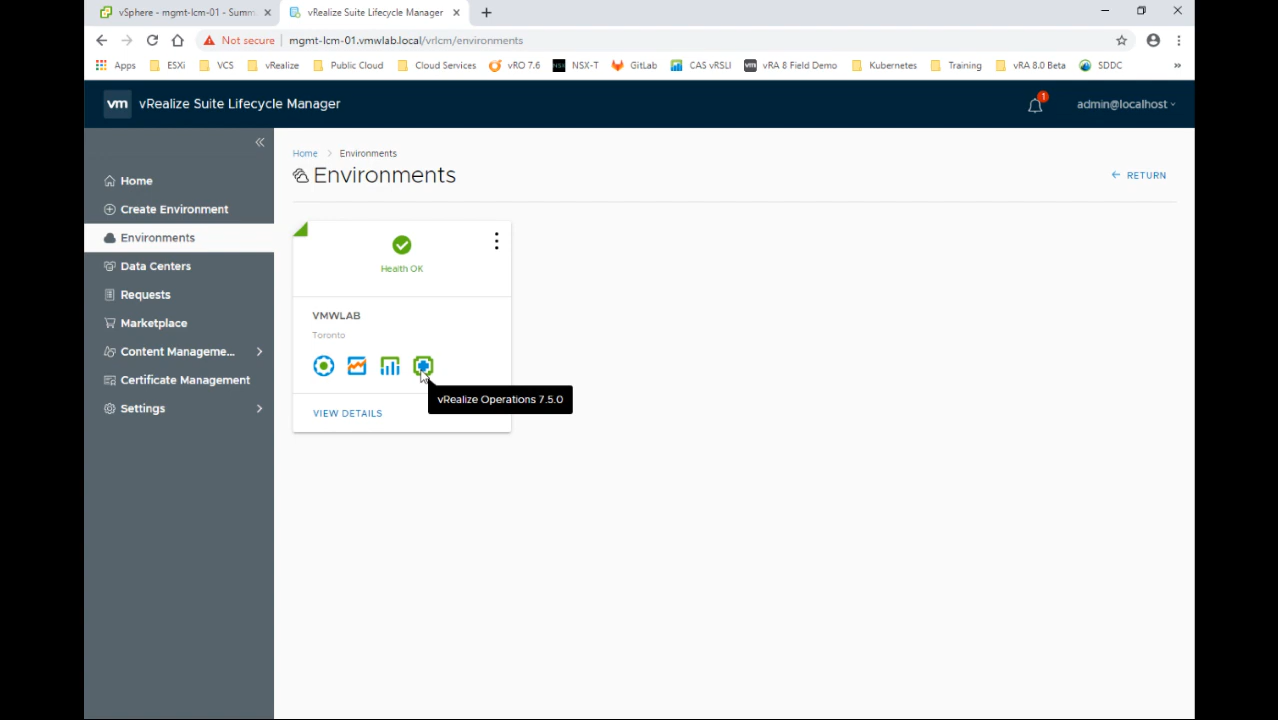 vSphere - mgmt-lcm-01 - Summ
vRealize Suite Lifecycle Manager
Not secure
mgmt-lcm-01.vmwlab.local/vrlcm/environments
Apps
ESXi
VCS
vRealize
Public Cloud
Cloud Services
vRO 7.6
NSX-T
GitLab
CAS vRSLI
vRA 8 Field Demo
Kubernetes
Training
vRA 8.0 Beta
SDDC
»
vm
vRealize Suite Lifecycle Manager
1
admin@localhost
Home
Create Environment
Environments
Data Centers
Requests
Marketplace
Content Manageme...
Certificate Management
Settings
Home > Environments
Environments
RETURN
Health OK
VMWLAB
Toronto
vRealize Operations 7.5.0
VIEW DETAILS